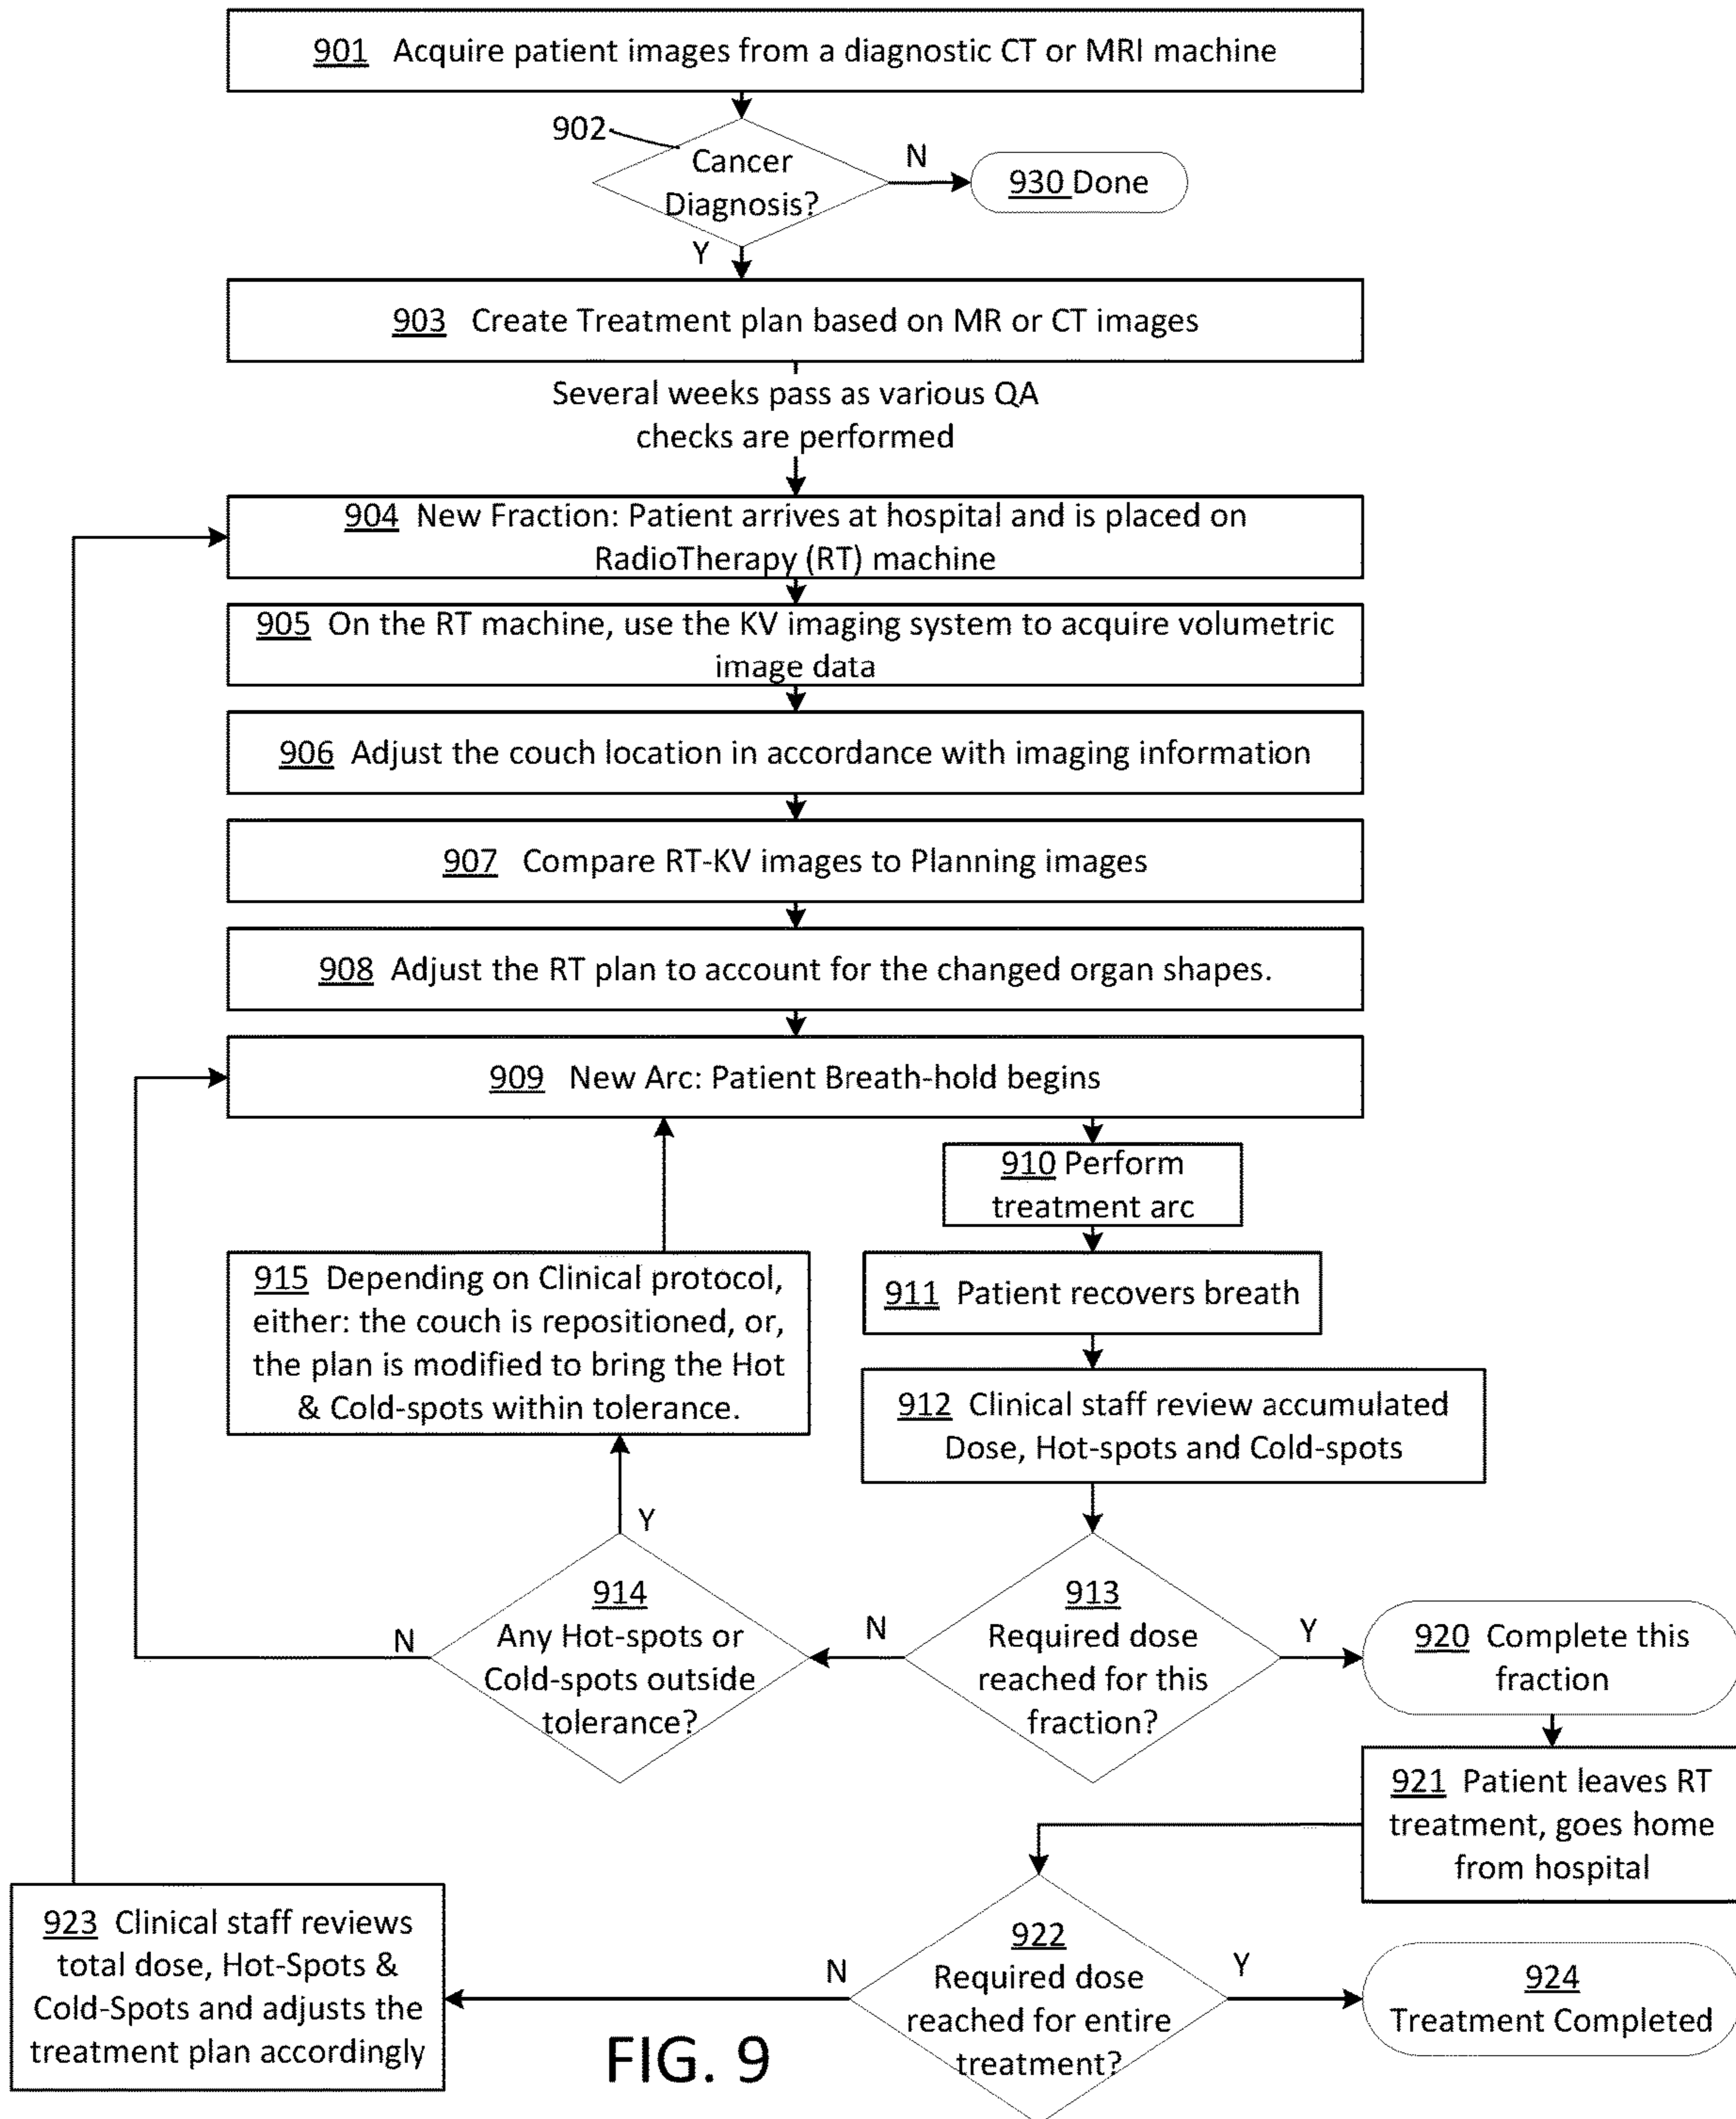 901 Acquire patient images from a diagnostic CT or MRI machine
902
Cancer
Diagnosis?
N
930 Done
Y
903 Create Treatment plan based on MR or CT images
Several weeks pass as various QA
checks are performed
904 New Fraction: Patient arrives at hospital and is placed on
RadioTherapy (RT) machine
905 On the RT machine, use the KV imaging system to acquire volumetric
image data
906 Adjust the couch location in accordance with imaging information
907 Compare RT-KV images to Planning images
908 Adjust the RT plan to account for the changed organ shapes.
909 New Arc: Patient Breath-hold begins
910 Perform
treatment arc
911 Patient recovers breath
912 Clinical staff review accumulated
Dose, Hot-spots and Cold-spots
915 Depending on Clinical protocol,
either: the couch is repositioned, or,
the plan is modified to bring the Hot
& Cold-spots within tolerance.
Y
914
Any Hot-spots or
Cold-spots outside
tolerance?
N
N
913
Required dose
reached for this
fraction?
Y
920 Complete this
fraction
921 Patient leaves RT
treatment, goes home
from hospital
922
Required dose
reached for entire
treatment?
N
Y
923 Clinical staff reviews
total dose, Hot-Spots &
Cold-Spots and adjusts the
treatment plan accordingly
924
Treatment Completed
FIG. 9